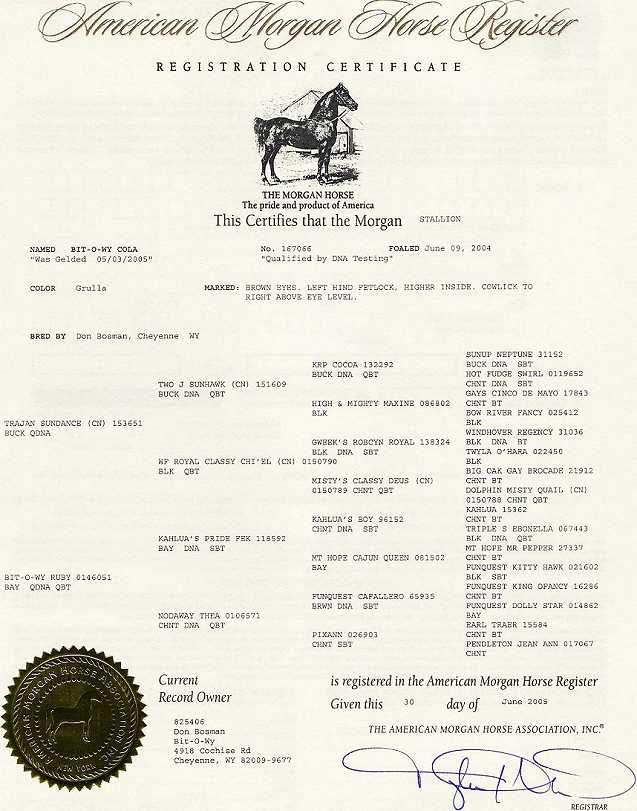 American Morgan Horse Register
REGISTRATION CERTIFICATE
THE MORGAN HORSE
The pride and product of America
This Certifies that the Morgan STALLION
NAMED BIT-O-WY COLA No. 167066 FOALED June 09, 2004
"Was Gelded 05/03/2005" "Qualified by DNA Testing"
COLOR Grulla MARKED: BROWN EYES. LEFT HIND FETLOCK, HIGHER INSIDE. COWLICK TO
RIGHT ABOVE EYE LEVEL.
BRED BY Don Bosman, Cheyenne WY
SUNUP NEPTUNE 31152
KRP COCOA 132292 BUCK DNA SBT
BUCK DNA QBT HOT FUDGE SWIRL 0119652
TWO J SUNHAWK (CN) 151609 CHNT DNA SBT
BUCK DNA QBT GAYS CINCO DE MAYO 17843
HIGH & MIGHTY MAXINE 086802 CHNT BT
BLK BOW RIVER FANCY 025412
TRAJAN SUNDANCE (CN) 153651 BLK
BUCK QDNA WINDHOVER REGENCY 31036
GWEEK'S ROBCYN ROYAL 138324 BLK DNA BT
BLK DNA SBT TWYLA O'HARA 022450
WF ROYAL CLASSY CHI'EL (CN) 0150790 BLK
BLK QBT BIG OAK GAY BROCADE 21912
MISTY'S CLASSY DEUS (CN) CHNT BT
0150789 CHNT QBT DOLPHIN MISTY QUAIL (CN)
0150788 CHNT QBT
KAHLUA 15362
KAHLUA'S BOY 96152 CHNT BT
CHNT DNA SBT TRIPLE S EBONELLA 067443
KAHLUA'S PRIDE FEK 118592 BLK DNA QBT
BAY DNA SBT MT HOPE MR PEPPER 27337
MT HOPE CAJUN QUEEN 081502 CHNT BT
BAY FUNQUEST KITTY HAWK 021602
BIT-O-WY RUBY 0146051 BLK SBT
BAY QDNA QBT FUNQUEST KING OFANCY 16286
FUNQUEST CAFALLERO 65935 CHNT BT
BRWN DNA SBT FUNQUEST DOLLY STAR 014862
NODAWAY THEA 0106571 BAY
CHNT DNA QBT EARL TRAER 15584
PIXANN 026903 CHNT BT
CHNT SBT PENDLETON JEAN ANN 017067
CHNT
Current is registered in the American Morgan Horse Register
Record Owner Given this 30 day of June 2005
825406
Don Bosman
Bit-O-Wy
4918 Cochise Rd
Cheyenne, WY 82009-9677
THE AMERICAN MORGAN HORSE ASSOCIATION, INC.®
REGISTRAR
AMERICAN MORGAN HORSE ASSOCIATION, INC.
NEW YORK